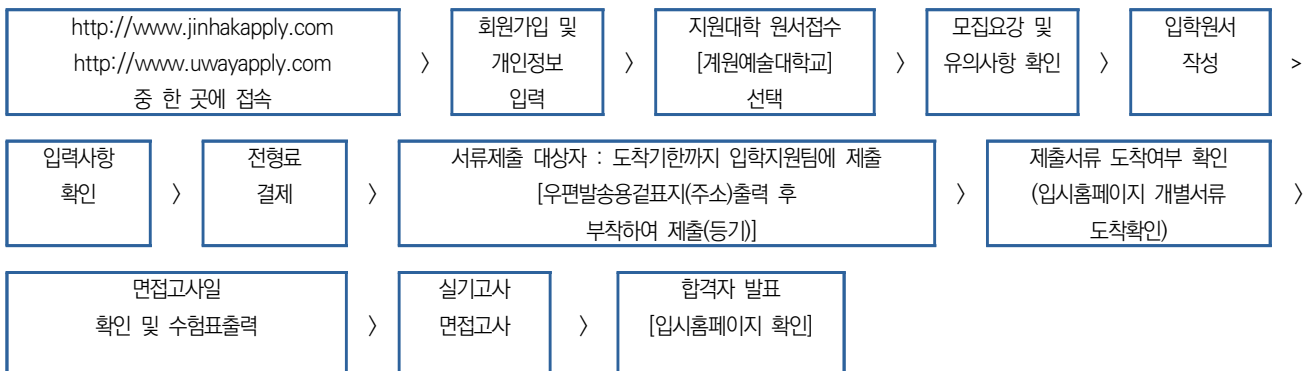 http://www.jinhakapply.com
http://www.uwayapply.com
중 한 곳에 접속
〉
회원가입 및
개인정보
입력
〉
지원대학 원서접수
[계원예술대학교]
선택
〉
모집요강 및
유의사항 확인
〉
입학원서
작성
>
입력사항
확인
〉
전형료
결제
〉
서류제출 대상자 : 도착기한까지 입학지원팀에 제출
[우편발송용겉표지(주소)출력 후
부착하여 제출(등기)]
〉
제출서류 도착여부 확인
(입시홈페이지 개별서류
도착확인)
〉
면접고사일
확인 및 수험표출력
〉
실기고사
면접고사
〉
합격자 발표
[입시홈페이지 확인]